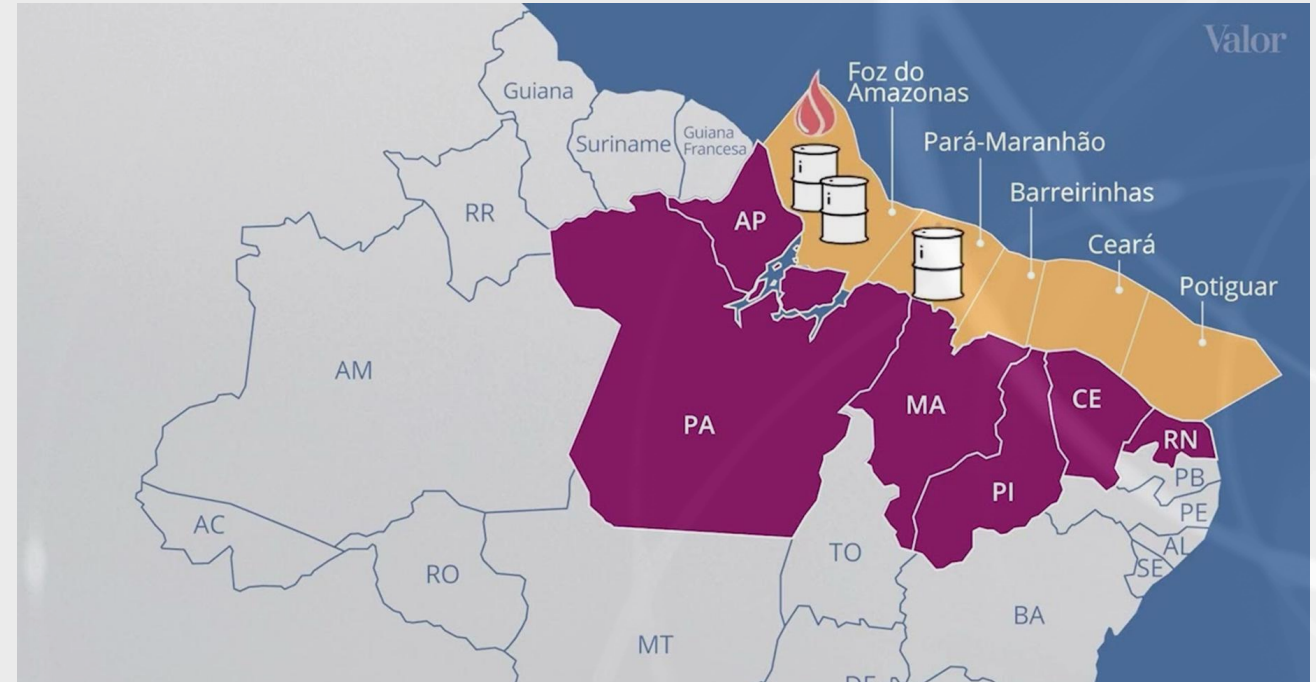 Valor
Foz do
Amazonas
Guiana
Pará-Maranhão
Suriname
Guiana
Francesa
Barreirinhas
RR
AP
Ceará
Potiguar
AM
PA
MA
CE
RN
PB
PI
PE
AC
TO
AL
SE
RO
BA
MT